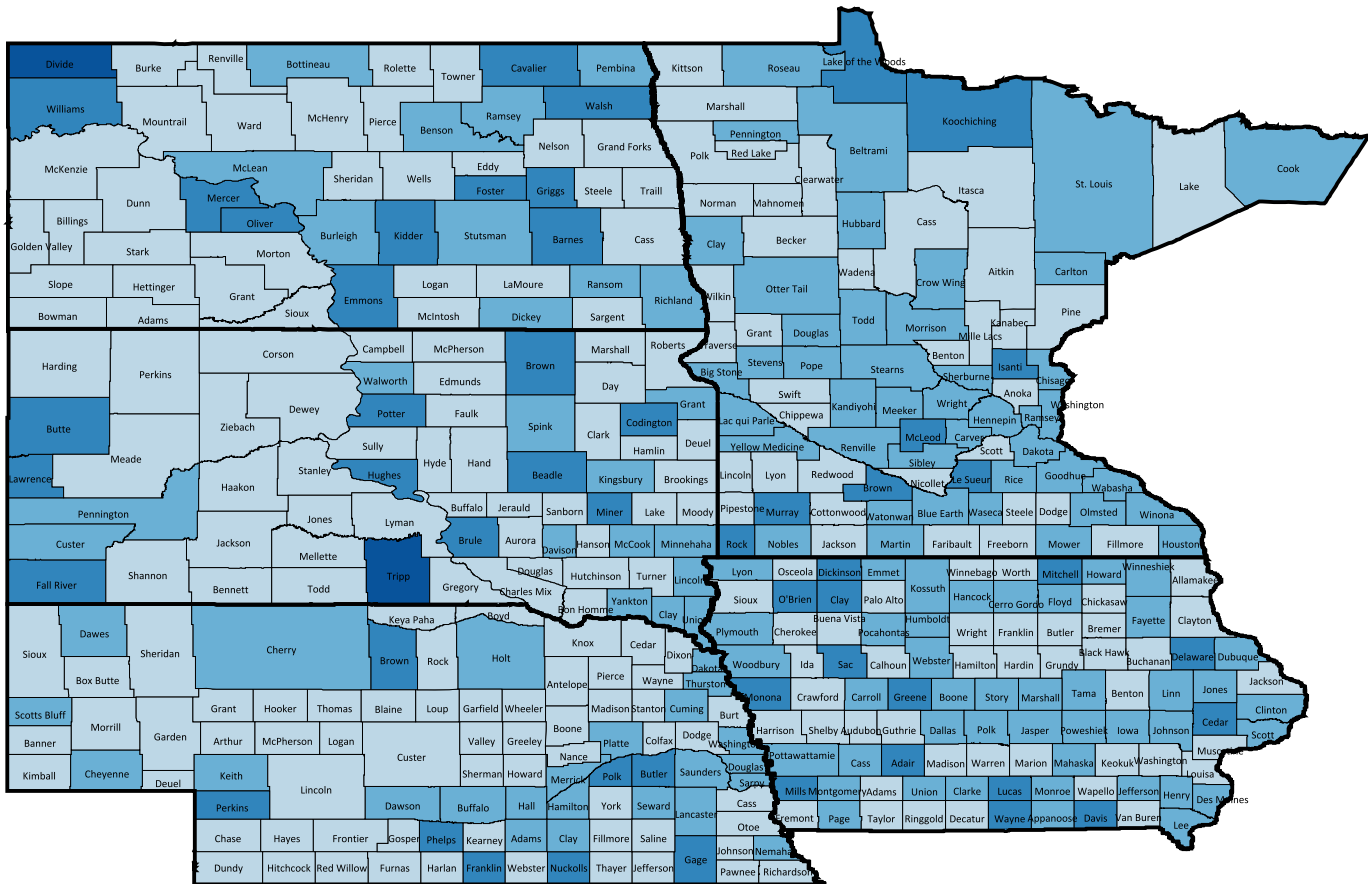 Divide
Burke
Renville
Bottineau
Rolette
Towner
Cavalier
Pembina
Williams
Mountrail
Ward
McHenry
Pierce
Benson
Ramsey
Walsh
Nelson
Grand Forks
McKenzie
Dunn
McLean
Mercer
Oliver
Sheridan
Wells
Eddy
Foster
Griggs
Steele
Traill
Billings
Golden Valley
Stark
Morton
Burleigh
Kidder
Stutsman
Barnes
Cass
Slope
Hettinger
Grant
Emmons
Logan
LaMoure
Ransom
Richland
Bowman
Adams
Sioux
McIntosh
Dickey
Sargent
Kittson
Roseau
Lake of the Woods
Marshall
Koochiching
Pennington
Red Lake
Polk
Beltrami
Clearwater
St. Louis
Lake
Cook
Norman
Mahnomen
Itasca
Cass
Hubbard
Clay
Becker
Wadena
Crow Wing
Aitkin
Carlton
Wilkin
Otter Tail
Todd
Morrison
Mille Lacs
Kanabec
Pine
Grant
Douglas
Traverse
Stevens
Pope
Stearns
Benton
Sherburne
Isanti
Chisago
Big Stone
Swift
Chippewa
Kandiyohi
Meeker
Wright
Anoka
Hennepin
Ramsey
Washington
Lac qui Parle
Yellow Medicine
Renville
McLeod
Carver
Scott
Dakota
Sibley
Lincoln
Lyon
Redwood
Brown
Nicollet
Le Sueur
Rice
Goodhue
Wabasha
Pipestone
Murray
Cottonwood
Watonwan
Blue Earth
Waseca
Steele
Dodge
Olmsted
Winona
Rock
Nobles
Jackson
Martin
Faribault
Freeborn
Mower
Fillmore
Houston
Harding
Perkins
Corson
Campbell
McPherson
Brown
Marshall
Roberts
Walworth
Edmunds
Day
Butte
Ziebach
Dewey
Potter
Faulk
Spink
Codington
Grant
Clark
Hamlin
Deuel
Lawrence
Meade
Sully
Hyde
Hand
Haakon
Stanley
Hughes
Beadle
Kingsbury
Brookings
Pennington
Jones
Lyman
Buffalo
Jerauld
Sanborn
Miner
Lake
Moody
Custer
Jackson
Mellette
Brule
Aurora
Davison
Hanson
McCook
Minnehaha
Fall River
Shannon
Bennett
Todd
Tripp
Gregory
Douglas
Charles Mix
Hutchinson
Turner
Lincoln
Bon Homme
Yankton
Clay
Union
Sioux
Dawes
Box Butte
Sheridan
Cherry
Keya Paha
Boyd
Brown
Rock
Holt
Knox
Cedar
Dixon
Dakota
Antelope
Pierce
Wayne
Thurston
Scotts Bluff
Morrill
Garden
Grant
Hooker
Thomas
Blaine
Loup
Garfield
Wheeler
Madison
Stanton
Cuming
Burt
Banner
Arthur
McPherson
Logan
Custer
Valley
Greeley
Boone
Nance
Platte
Colfax
Dodge
Washington
Kimball
Cheyenne
Deuel
Keith
Lincoln
Sherman
Howard
Merrick
Polk
Butler
Saunders
Douglas
Sarpy
Perkins
Dawson
Buffalo
Hall
Hamilton
York
Seward
Lancaster
Cass
Otoe
Chase
Hayes
Frontier
Gosper
Phelps
Kearney
Adams
Clay
Fillmore
Saline
Gage
Johnson
Nemaha
Dundy
Hitchcock
Red Willow
Furnas
Harlan
Franklin
Webster
Nuckolls
Thayer
Jefferson
Pawnee
Richardson
Lyon
Osceola
Dickinson
Emmet
Kossuth
Winnebago
Worth
Mitchell
Howard
Winneshiek
Allamakee
Sioux
O'Brien
Clay
Palo Alto
Hancock
Cerro Gordo
Floyd
Chickasaw
Plymouth
Cherokee
Buena Vista
Pocahontas
Humboldt
Wright
Franklin
Butler
Bremer
Fayette
Clayton
Woodbury
Ida
Sac
Calhoun
Webster
Hamilton
Hardin
Grundy
Black Hawk
Buchanan
Delaware
Dubuque
Monona
Crawford
Carroll
Greene
Boone
Story
Marshall
Tama
Benton
Linn
Jones
Jackson
Clinton
Harrison
Shelby
Audubon
Guthrie
Dallas
Polk
Jasper
Poweshiek
Iowa
Johnson
Cedar
Scott
Muscatine
Pottawattamie
Cass
Adair
Madison
Warren
Marion
Mahaska
Keokuk
Washington
Louisa
Mills
Montgomery
Adams
Union
Clarke
Lucas
Monroe
Wapello
Jefferson
Henry
Des Moines
Fremont
Page
Taylor
Ringgold
Decatur
Wayne
Appanoose
Davis
Van Buren
Lee